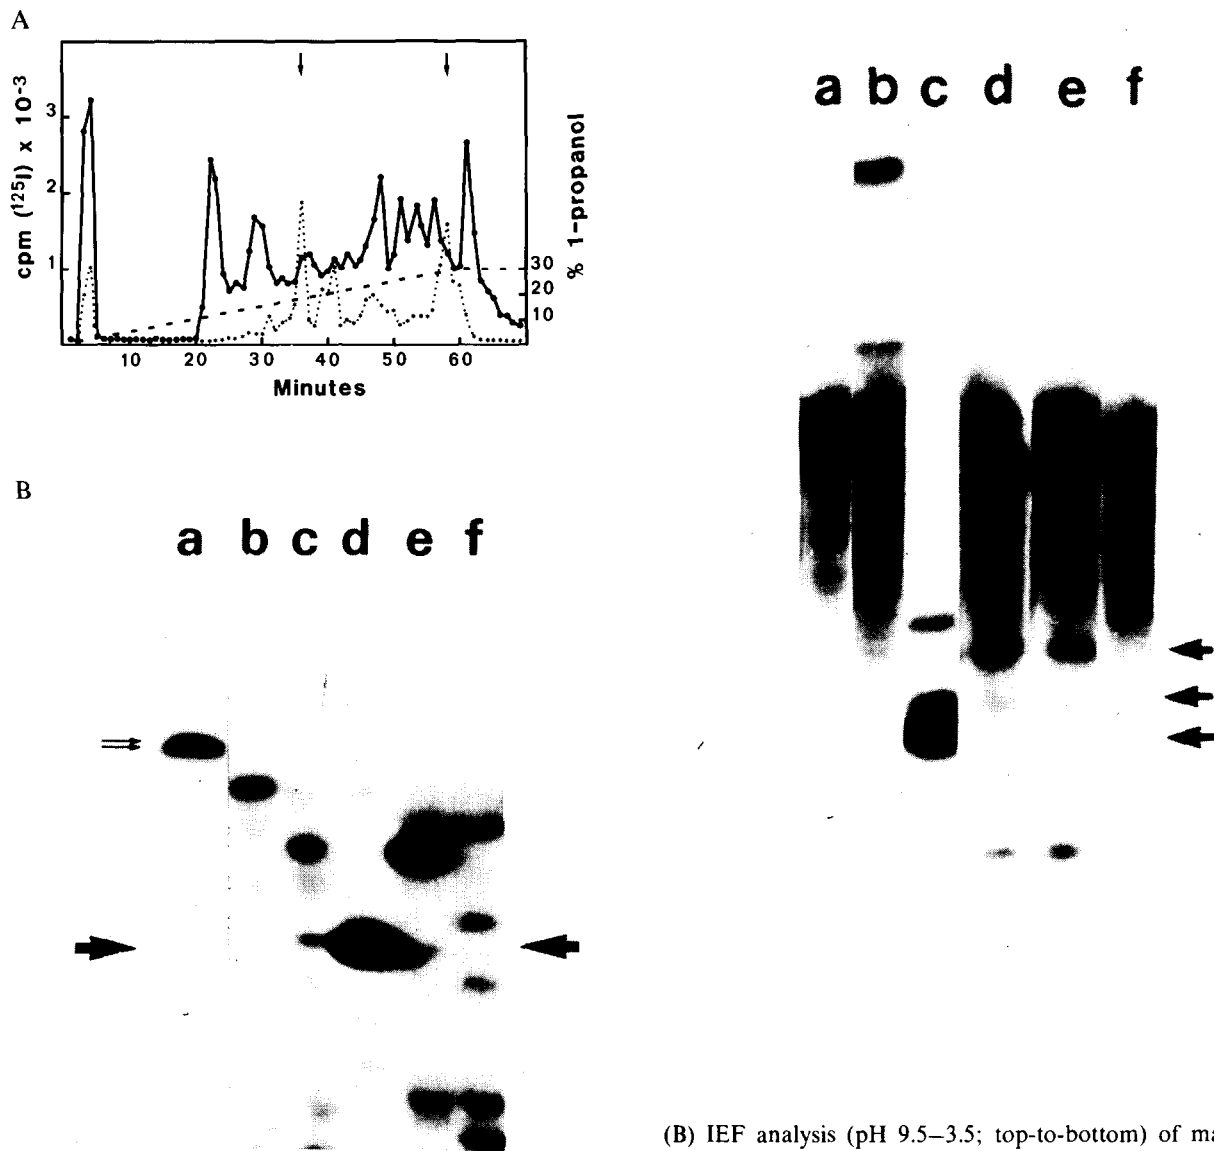 A
cpm (¹²⁵I) x 10⁻³
3
2
1
30
20
10
% 1-propanol
10 20 30 40 50 60
Minutes
B
a b c d e f
a b c d e f
(B) IEF analysis (pH 9.5–3.5; top-to-bottom) of ma